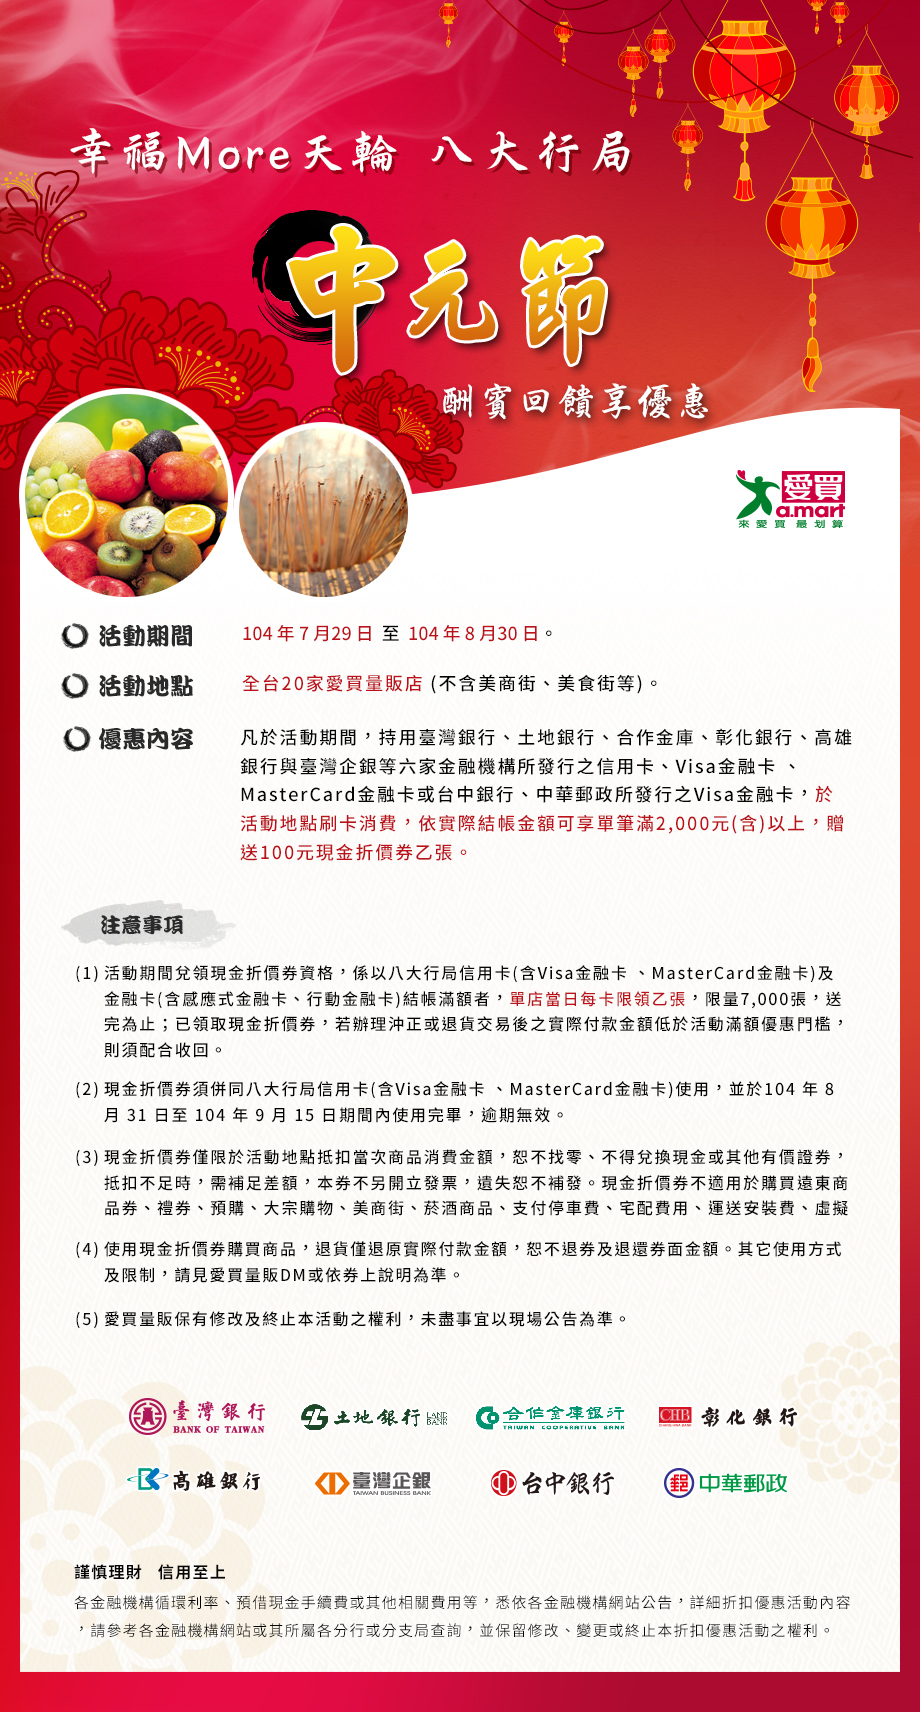 幸福More天輪 八大行局
中元節
酬賓回饋享優惠
愛買
a.mart
來愛買 最划算
活動期間
104 年 7 月29 日 至 104 年 8 月30 日。
活動地點
全台20家愛買量販店 (不含美商街、美食街等)。
優惠內容
凡於活動期間，持用臺灣銀行、土地銀行、合作金庫、彰化銀行、高雄
銀行與臺灣企銀等六家金融機構所發行之信用卡、Visa金融卡 、
MasterCard金融卡或台中銀行、中華郵政所發行之Visa金融卡，於
活動地點刷卡消費，依實際結帳金額可享單筆滿2,000元(含)以上，贈
送100元現金折價券乙張。
注意事項
(1) 活動期間兌領現金折價券資格，係以八大行局信用卡(含Visa金融卡 、MasterCard金融卡)及
金融卡(含感應式金融卡、行動金融卡)結帳滿額者，單店當日每卡限領乙張，限量7,000張，送
完為止；已領取現金折價券，若辦理沖正或退貨交易後之實際付款金額低於活動滿額優惠門檻，
則須配合收回。
(2) 現金折價券須併同八大行局信用卡(含Visa金融卡 、MasterCard金融卡)使用，並於104 年 8
月 31 日至 104 年 9 月 15 日期間內使用完畢，逾期無效。
(3) 現金折價券僅限於活動地點抵扣當次商品消費金額，恕不找零、不得兌換現金或其他有價證券，
抵扣不足時，需補足差額，本券不另開立發票，遺失恕不補發。現金折價券不適用於購買遠東商
品券、禮券、預購、大宗購物、美商街、菸酒商品、支付停車費、宅配費用、運送安裝費、虛擬
(4) 使用現金折價券購買商品，退貨僅退原實際付款金額，恕不退券及退還券面金額。其它使用方式
及限制，請見愛買量販DM或依券上說明為準。
(5) 愛買量販保有修改及終止本活動之權利，未盡事宜以現場公告為準。
臺灣銀行
BANK OF TAIWAN
土地銀行 LAND BANK
合作金庫銀行
TAIWAN COOPERATIVE BANK
CHB 彰化銀行
高雄銀行
臺灣企銀
TAIWAN BUSINESS BANK
台中銀行
郵 中華郵政
謹慎理財 信用至上
各金融機構循環利率、預借現金手續費或其他相關費用等，悉依各金融機構網站公告，詳細折扣優惠活動內容
，請參考各金融機構網站或其所屬各分行或分支局查詢，並保留修改、變更或終止本折扣優惠活動之權利。